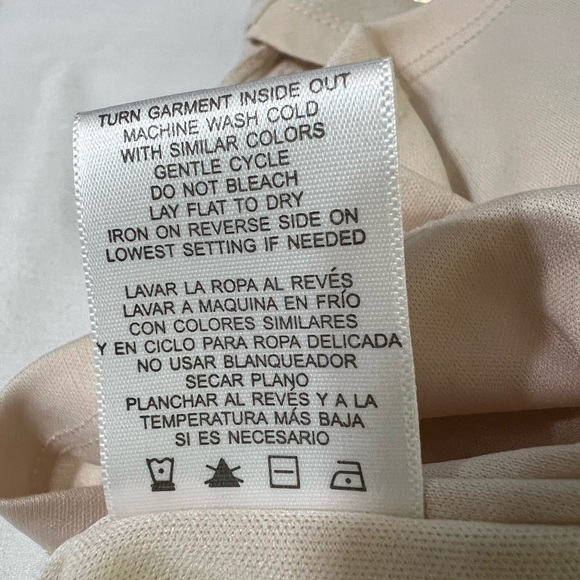 TURN GARMENT INSIDE OUT
MACHINE WASH COLD
WITH SIMILAR COLORS
GENTLE CYCLE
DO NOT BLEACH
LAY FLAT TO DRY
IRON ON REVERSE SIDE ON
LOWEST SETTING IF NEEDED
LAVAR LA ROPA AL REVÉS
LAVAR A MAQUINA EN FRÍO
CON COLORES SIMILARES
Y EN CICLO PARA ROPA DELICADA
NO USAR BLANQUEADOR
SECAR PLANO
PLANCHAR AL REVÉS Y A LA
TEMPERATURA MÁS BAJA
SI ES NECESARIO